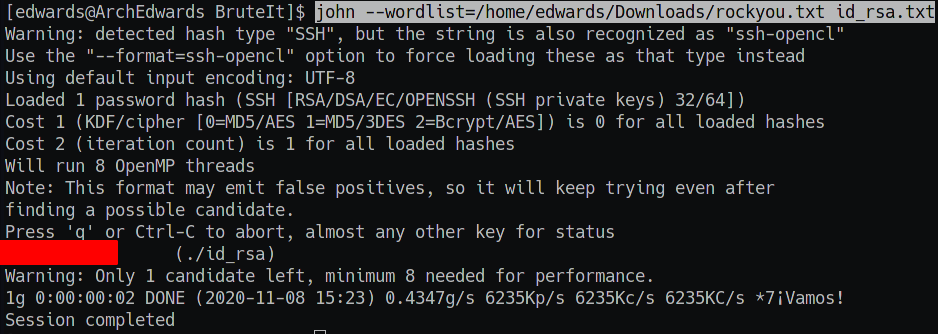 [edwards@ArchEdwards BruteIt]$ john --wordlist=/home/edwards/Downloads/rockyou.txt id_rsa.txt
Warning: detected hash type "SSH", but the string is also recognized as "ssh-opencl"
Use the "--format=ssh-opencl" option to force loading these as that type instead
Using default input encoding: UTF-8
Loaded 1 password hash (SSH [RSA/DSA/EC/OPENSSH (SSH private keys) 32/64])
Cost 1 (KDF/cipher [0=MD5/AES 1=MD5/3DES 2=Bcrypt/AES]) is 0 for all loaded hashes
Cost 2 (iteration count) is 1 for all loaded hashes
Will run 8 OpenMP threads
Note: This format may emit false positives, so it will keep trying even after
finding a possible candidate.
Press 'q' or Ctrl-C to abort, almost any other key for status
(./id_rsa)
Warning: Only 1 candidate left, minimum 8 needed for performance.
1g 0:00:00:02 DONE (2020-11-08 15:23) 0.4347g/s 6235Kp/s 6235Kc/s 6235KC/s *7¡Vamos!
Session completed